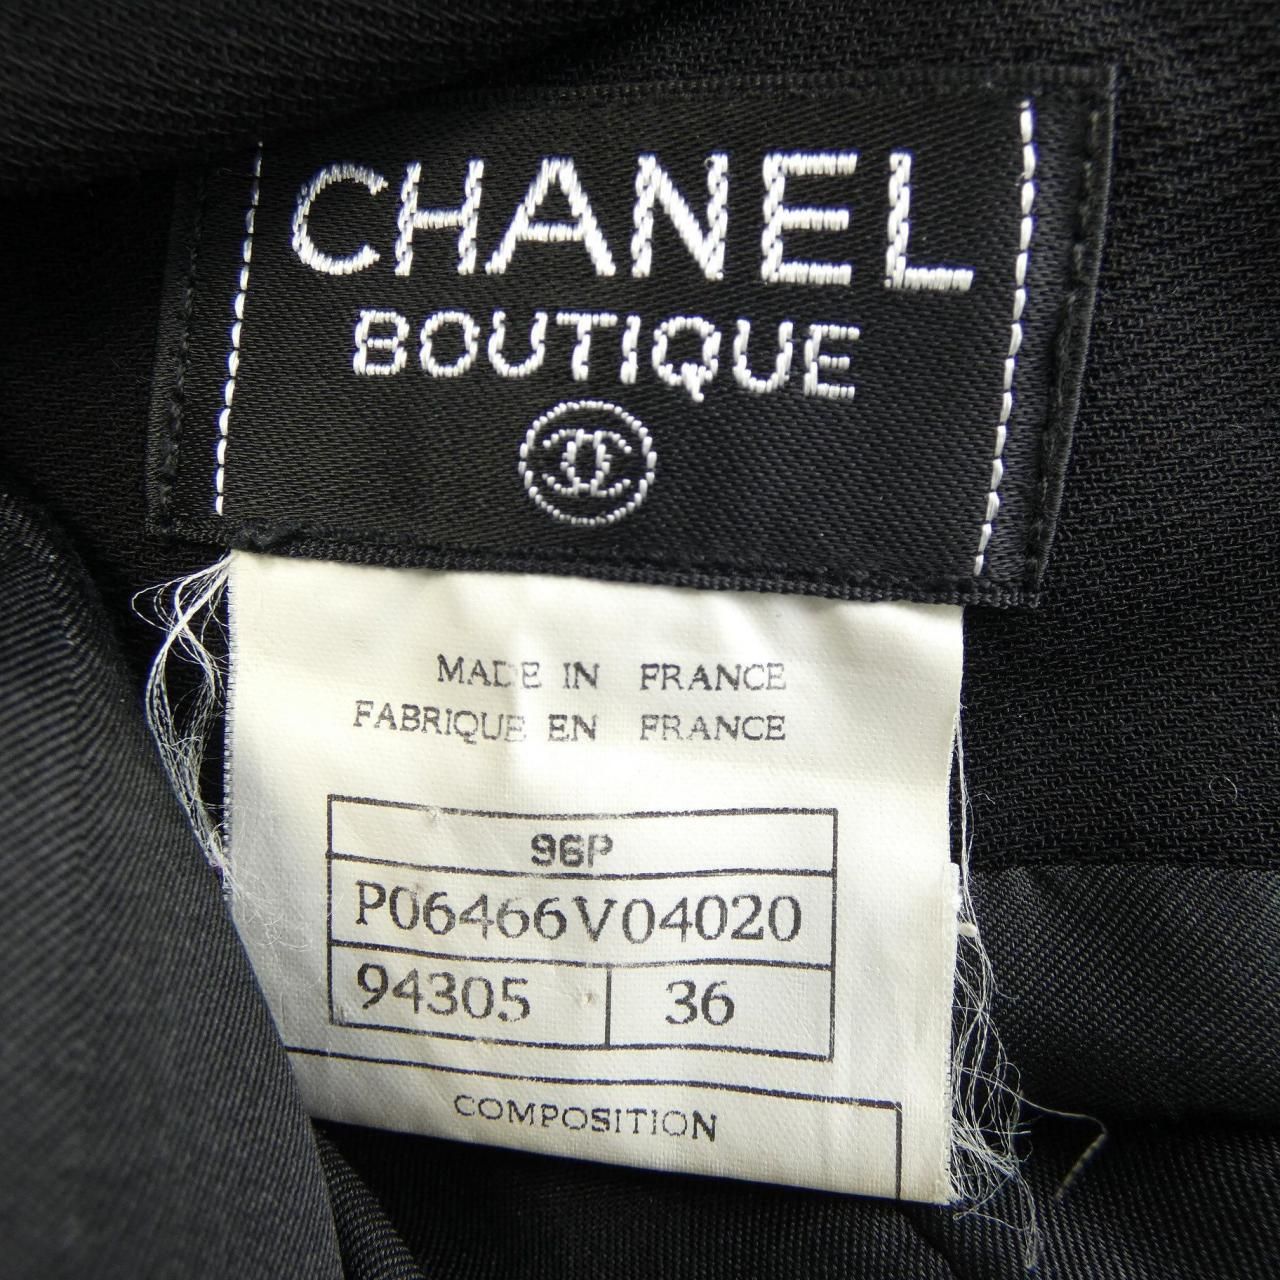 CHANEL
BOUTIQUE
MADE IN FRANCE
FABRIQUE EN FRANCE
96P
P06466V04020
94305 36
COMPOSITION